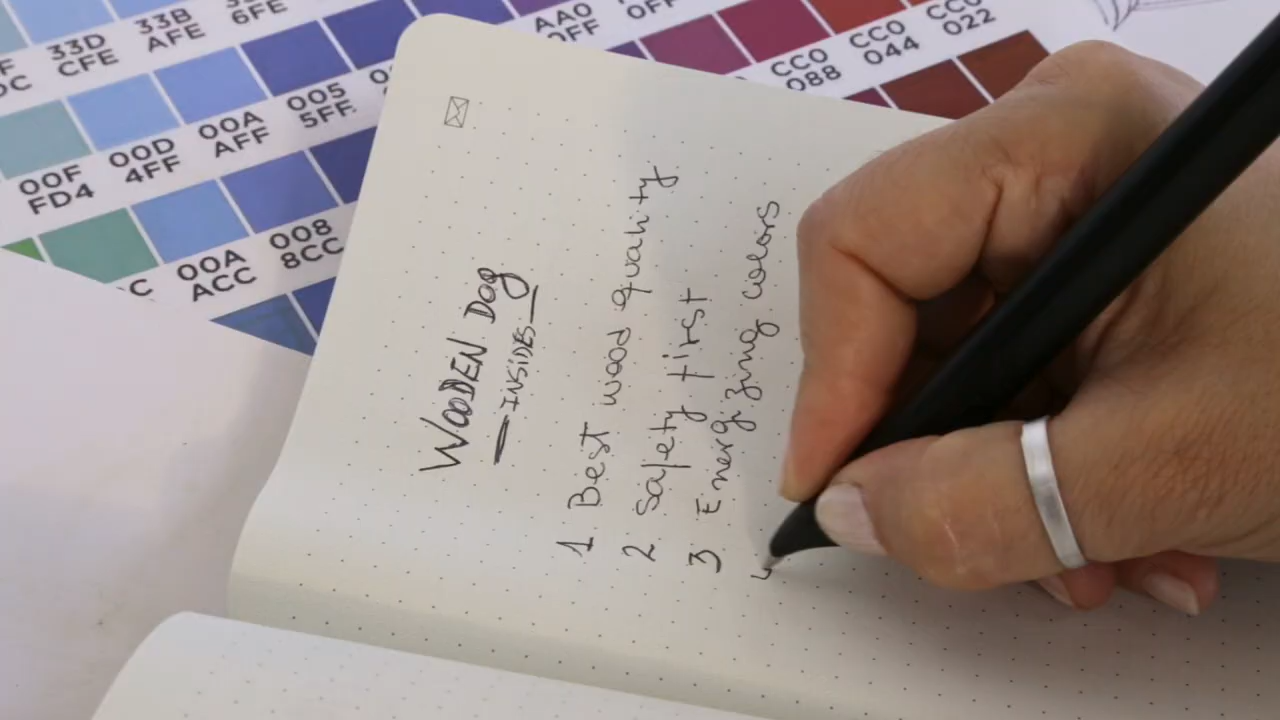 WOODEN DOG
INSIDES
1 Best wood quality
2 Safety first
3 Energizing colors
33D
CFE
33B
AFE
6FE
AA0
0FF
CC0
088
CC0
044
CC0
022
00F
FD4
00D
4FF
00A
AFF
005
5FF
00A
ACC
008
8CC